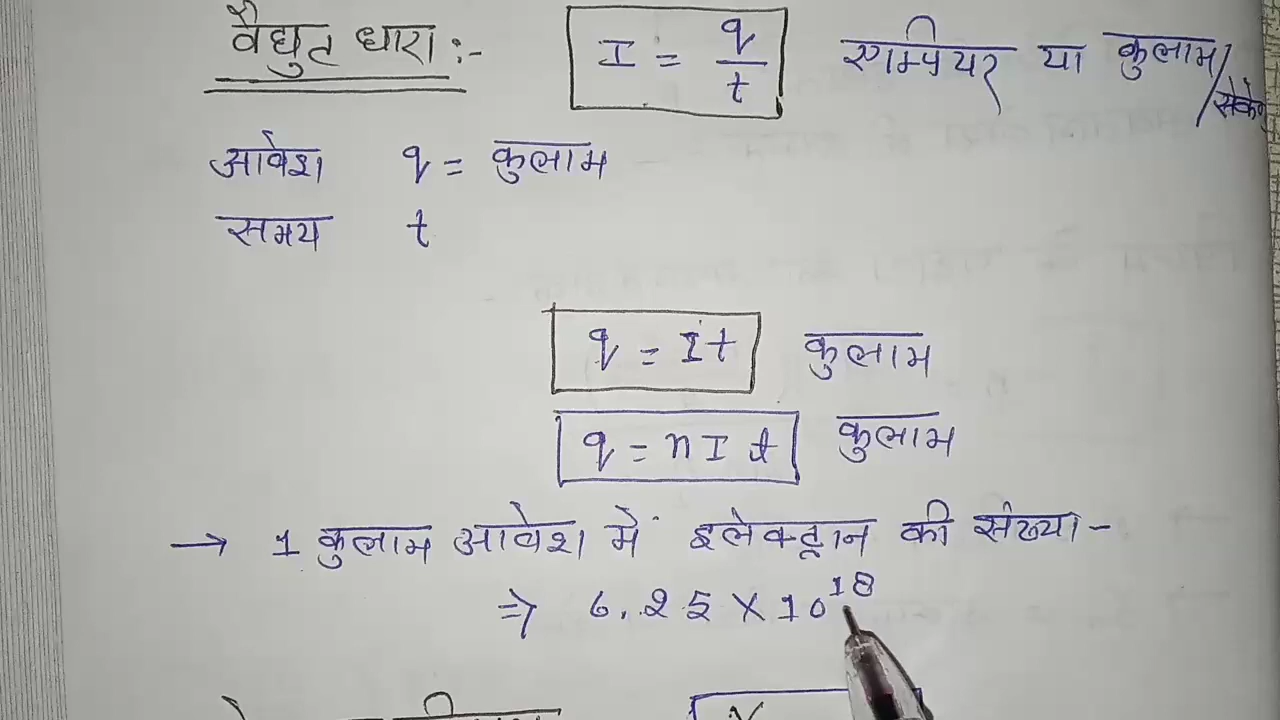 वैद्युत धारा :- I = q/t एम्पियर या कुलाम/सेकेण्ड
आवेश q = कुलाम
समय t
q = It कुलाम
q = nIt कुलाम
→ 1 कुलाम आवेश में इलेक्ट्रान की संख्या -
⇒ 6.25 × 10^18